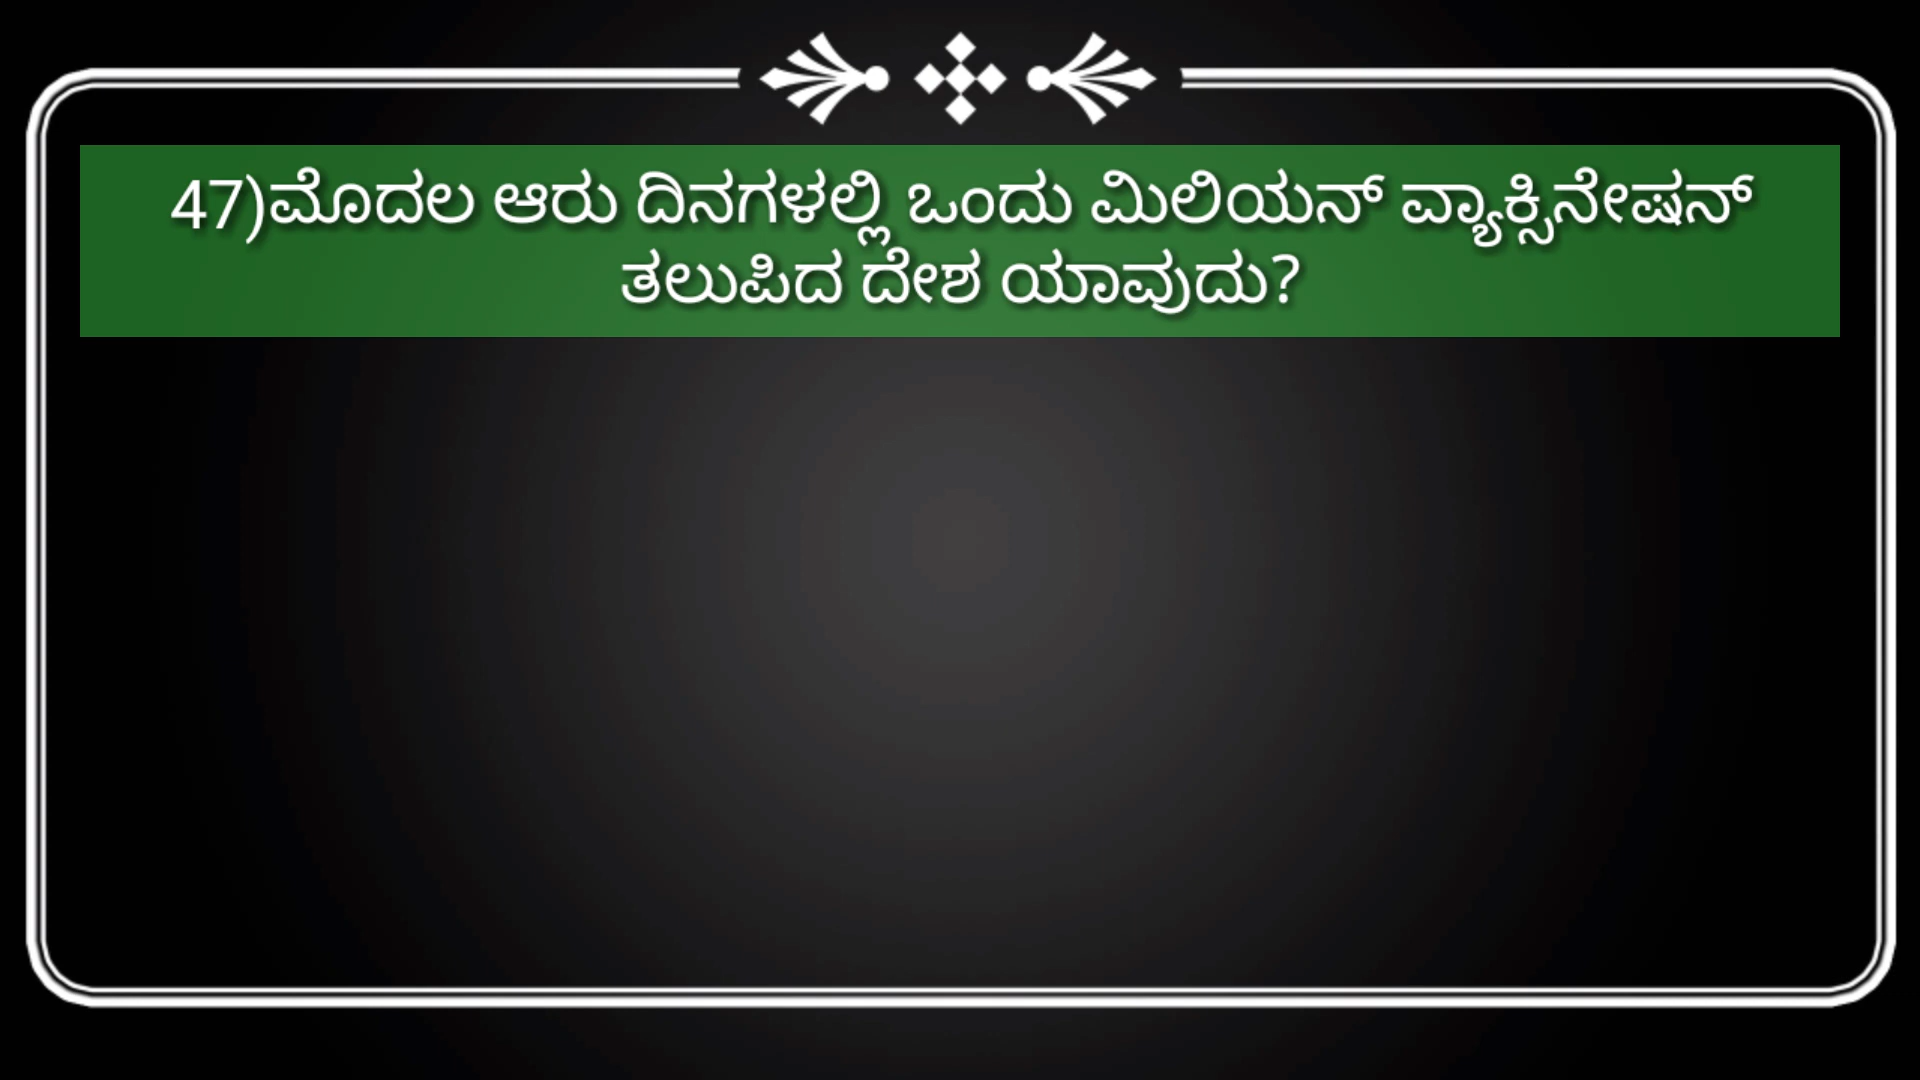 47)ಮೊದಲ ಆರು ದಿನಗಳಲ್ಲಿ ಒಂದು ಮಿಲಿಯನ್ ವ್ಯಾಕ್ಸಿನೇಷನ್
ತಲುಪಿದ ದೇಶ ಯಾವುದು?